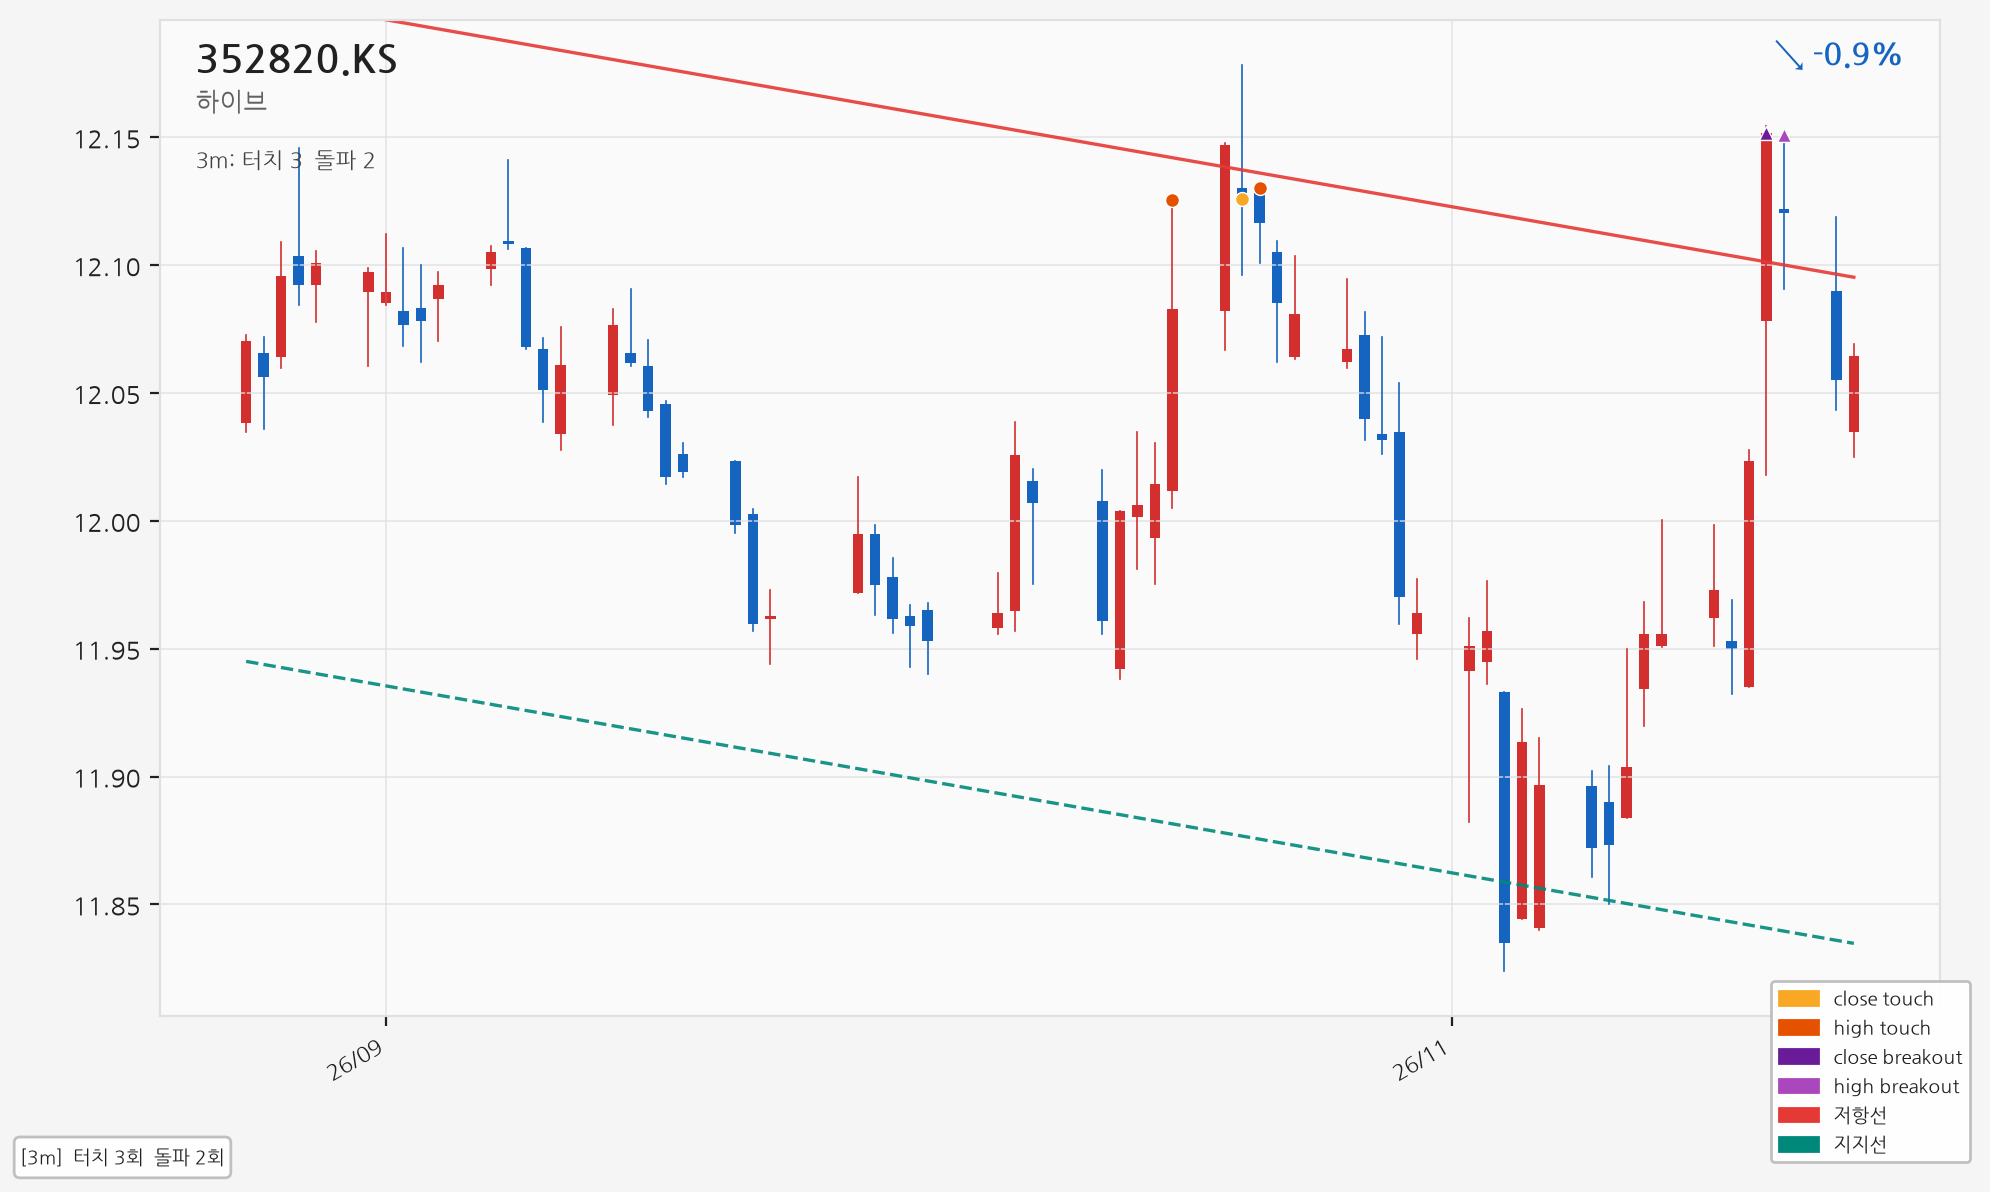 352820.KS
하이브
-0.9%
3m: 터치 3 돌파 2
12.15
12.10
12.05
12.00
11.95
11.90
11.85
26/09
26/11
close touch
high touch
close breakout
high breakout
저항선
지지선
[3m] 터치 3회 돌파 2회